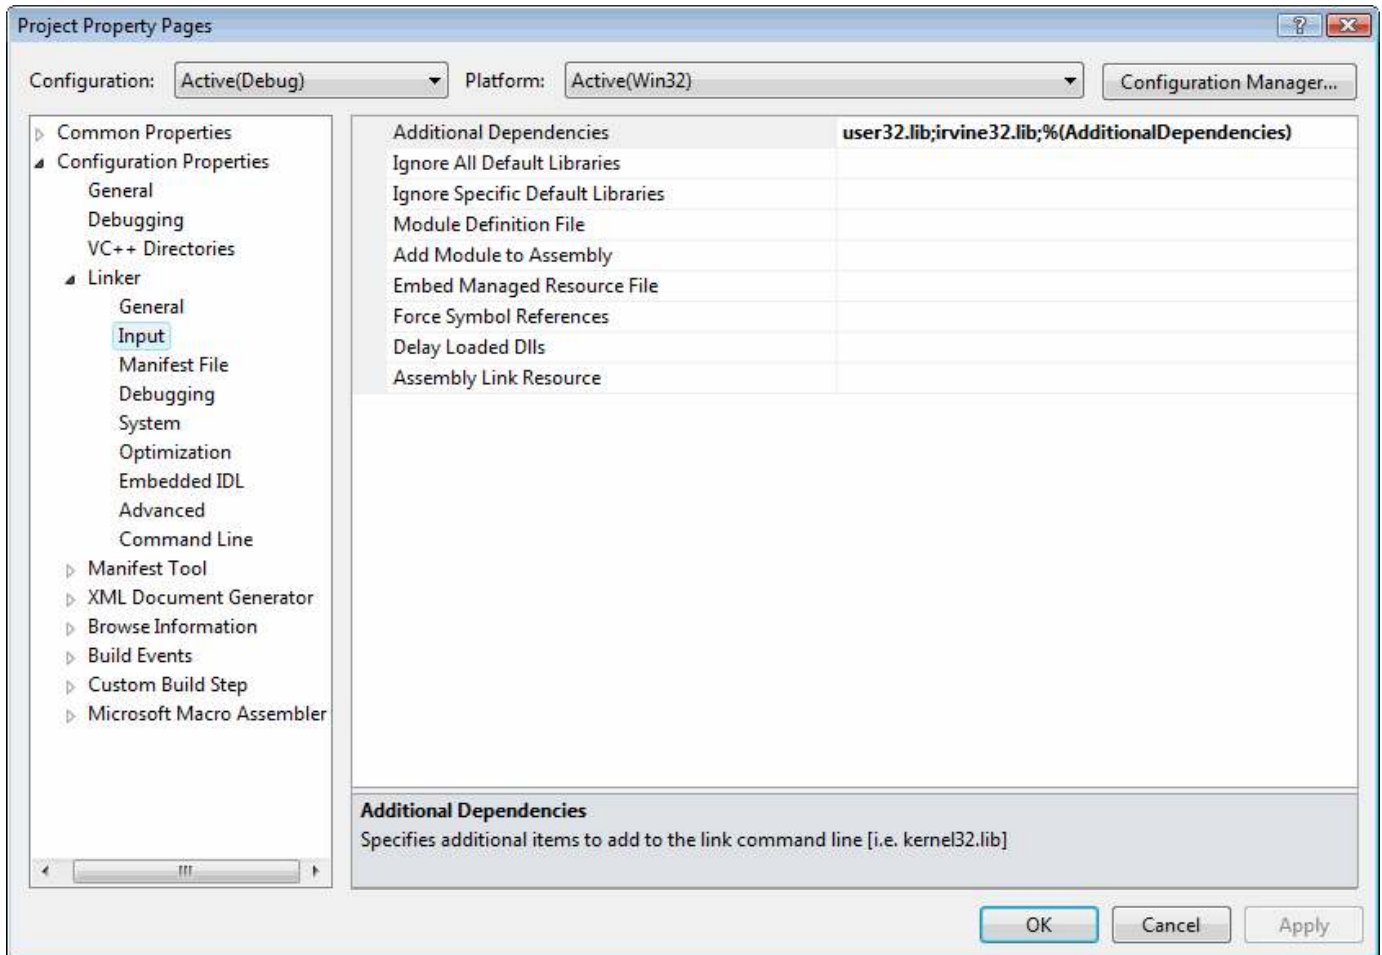 Project Property Pages
Configuration: Active(Debug) Platform: Active(Win32) Configuration Manager...
Common Properties
Configuration Properties
General
Debugging
VC++ Directories
Linker
General
Input
Manifest File
Debugging
System
Optimization
Embedded IDL
Advanced
Command Line
Manifest Tool
XML Document Generator
Browse Information
Build Events
Custom Build Step
Microsoft Macro Assembler
Additional Dependencies user32.lib;irvine32.lib;%(AdditionalDependencies)
Ignore All Default Libraries
Ignore Specific Default Libraries
Module Definition File
Add Module to Assembly
Embed Managed Resource File
Force Symbol References
Delay Loaded Dlls
Assembly Link Resource
Additional Dependencies
Specifies additional items to add to the link command line [i.e. kernel32.lib]
OK Cancel Apply